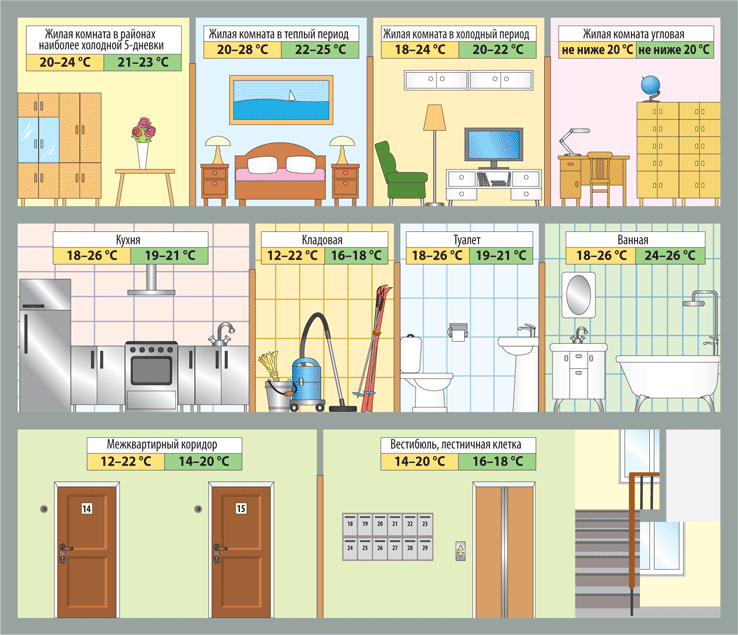 Жилая комната в районах
наиболее холодной 5-дневки
20–24 °C 21–23 °C
Жилая комната в теплый период
20–28 °C 22–25 °C
Жилая комната в холодный период
18–24 °C 20–22 °C
Жилая комната угловая
не ниже 20 °C не ниже 20 °C
Кухня
18–26 °C 19–21 °C
Кладовая
12–22 °C 16–18 °C
Туалет
18–26 °C 19–21 °C
Ванная
18–26 °C 24–26 °C
Межквартирный коридор
12–22 °C 14–20 °C
Вестибюль, лестничная клетка
14–20 °C 16–18 °C
14
15
18 19 20 21 22 23
24 25 26 27 28 29